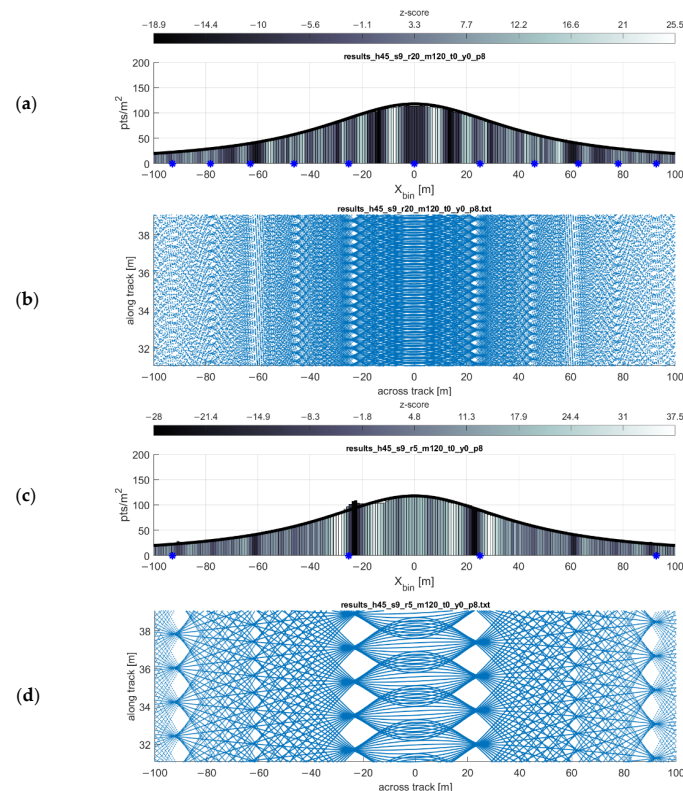 z-score
−18.9 −14.4 −10 −5.6 −1.1 3.3 7.7 12.2 16.6 21 25.5
results_h45_s9_r20_m120_t0_y0_p8
(a)
pts/m²
200
150
100
50
0
−100 −80 −60 −40 −20 0 20 40 60 80 100
X_bin [m]
results_h45_s9_r20_m120_t0_y0_p8.txt
(b)
along track [m]
38
36
34
32
−100 −80 −60 −40 −20 0 20 40 60 80 100
across track [m]
z-score
−28 −21.4 −14.9 −8.3 −1.8 4.8 11.3 17.9 24.4 31 37.5
results_h45_s9_r5_m120_t0_y0_p8
(c)
pts/m²
200
150
100
50
0
−100 −80 −60 −40 −20 0 20 40 60 80 100
X_bin [m]
results_h45_s9_r5_m120_t0_y0_p8.txt
(d)
along track [m]
38
36
34
32
−100 −80 −60 −40 −20 0 20 40 60 80 100
across track [m]